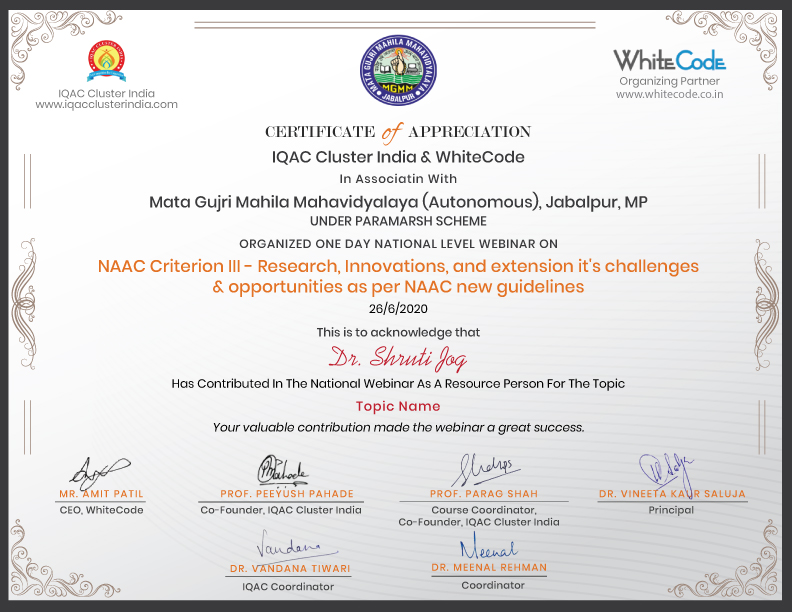 IQAC CLUSTER INDIA
IQAC Cluster India
www.iqacclusterindia.com
MATA GUJRI MAHILA MAHAVIDYALAYA
MGMM
JABALPUR
WhiteCode
Organizing Partner
www.whitecode.co.in
CERTIFICATE of APPRECIATION
IQAC Cluster India & WhiteCode
In Associatin With
Mata Gujri Mahila Mahavidyalaya (Autonomous), Jabalpur, MP
UNDER PARAMARSH SCHEME
ORGANIZED ONE DAY NATIONAL LEVEL WEBINAR ON
NAAC Criterion III - Research, Innovations, and extension it's challenges
& opportunities as per NAAC new guidelines
26/6/2020
This is to acknowledge that
Dr. Shruti Jog
Has Contributed In The National Webinar As A Resource Person For The Topic
Topic Name
Your valuable contribution made the webinar a great success.
MR. AMIT PATIL
CEO, WhiteCode
PMahade
PROF. PEEYUSH PAHADE
Co-Founder, IQAC Cluster India
PROF. PARAG SHAH
Course Coordinator,
Co-Founder, IQAC Cluster India
DR. VINEETA KAUR SALUJA
Principal
Vandana
DR. VANDANA TIWARI
IQAC Coordinator
Meenal
DR. MEENAL REHMAN
Coordinator